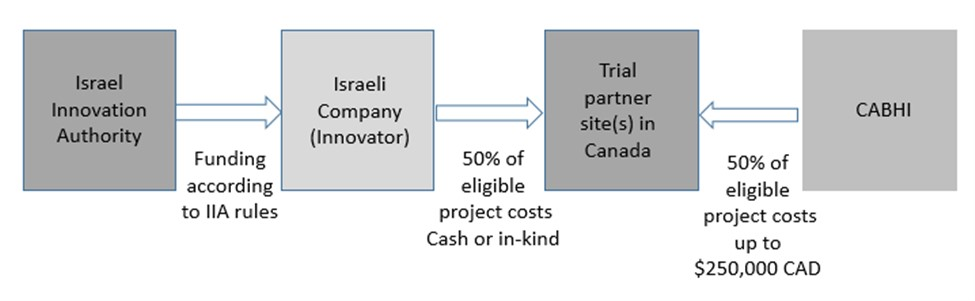 Israel
Innovation
Authority
Funding
according
to IIA rules
Israeli
Company
(Innovator)
50% of
eligible
project costs
Cash or in-kind
Trial
partner
site(s) in
Canada
50% of
eligible
project costs
up to
$250,000 CAD
CABHI